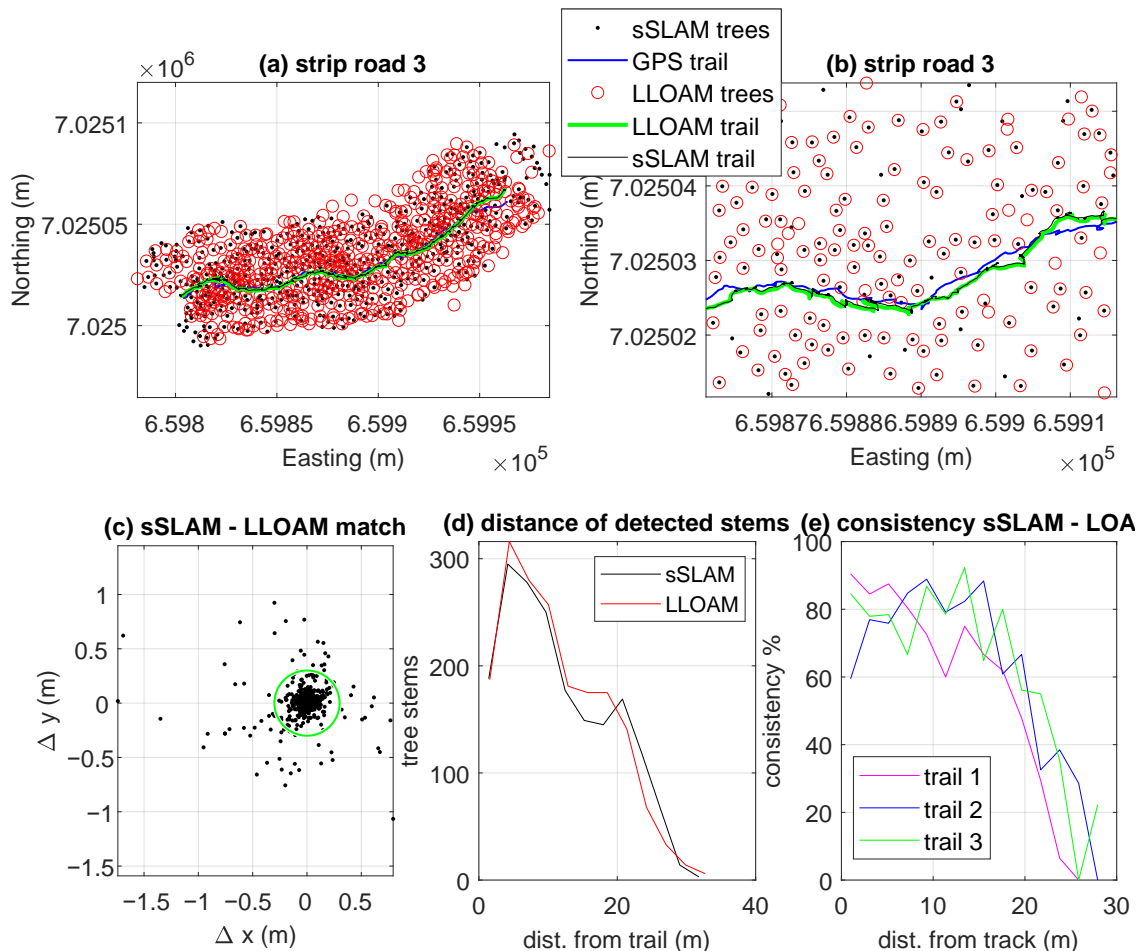 sSLAM trees
GPS trail
LLOAM trees
LLOAM trail
sSLAM trail
(a) strip road 3
× 10^6
7.0251
7.02505
7.025
Northing (m)
6.598 6.5985 6.599 6.5995
Easting (m)
× 10^5
(b) strip road 3
7.02504
7.02503
7.02502
Northing (m)
6.5987 6.5988 6.5989 6.599 6.5991
Easting (m)
× 10^5
(c) sSLAM - LLOAM match
1
0.5
0
−0.5
−1
−1.5
Δ y (m)
−1.5 −1 −0.5 0 0.5
Δ x (m)
(d) distance of detected stems
sSLAM
LLOAM
300
200
100
0
tree stems
0 20 40
dist. from trail (m)
(e) consistency sSLAM - LOA
100
80
60
40
20
0
consistency %
trail 1
trail 2
trail 3
0 10 20 30
dist. from track (m)